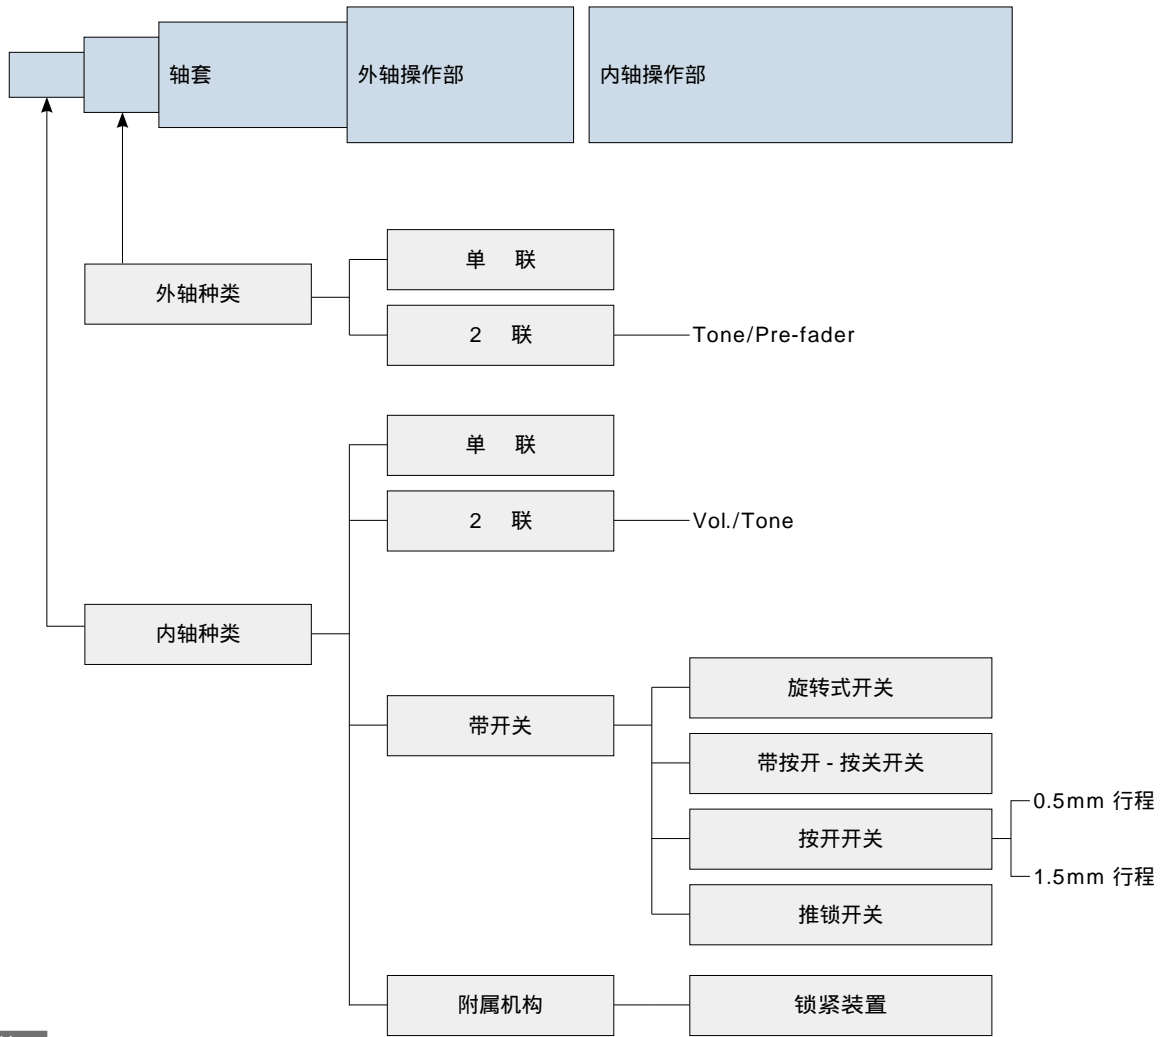 轴套
外轴操作部
内轴操作部
单 联
外轴种类
2 联
Tone/Pre-fader
单 联
2 联
Vol./Tone
内轴种类
旋转式开关
带开关
带按开 - 按关开关
0.5mm 行程
按开开关
1.5mm 行程
推锁开关
附属机构
锁紧装置